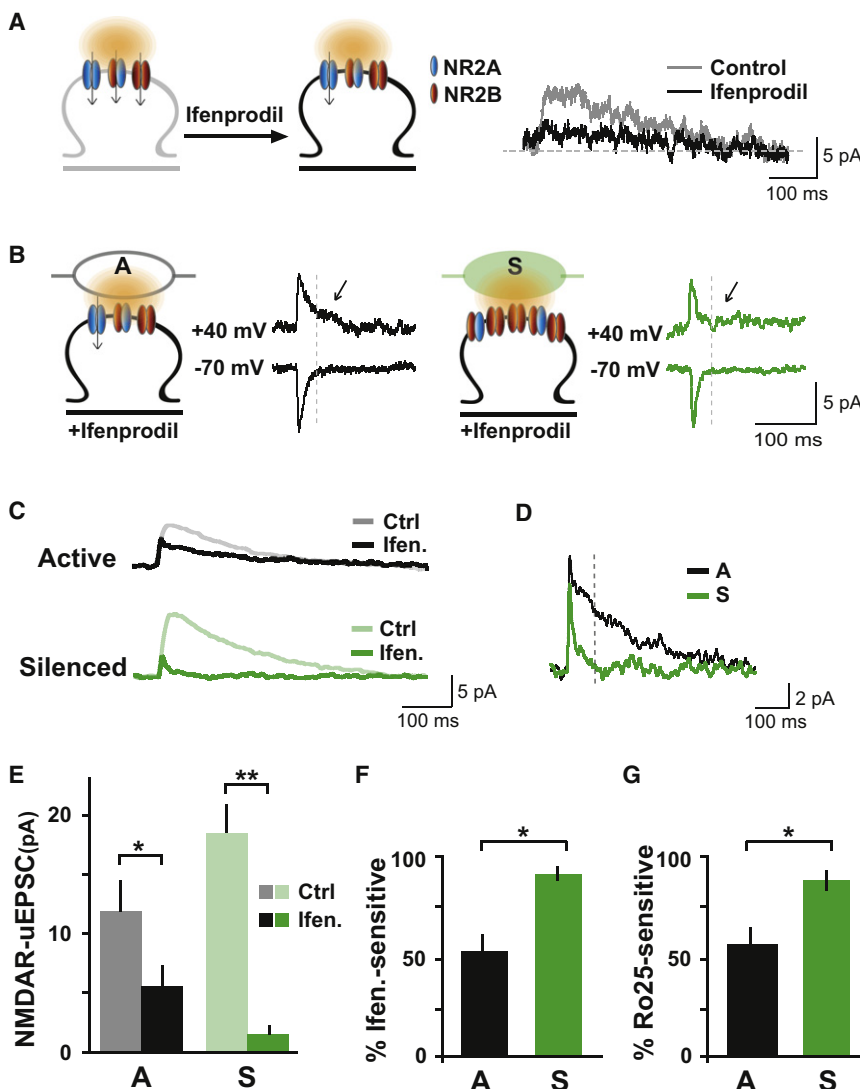 A
Ifenprodil
NR2A
NR2B
Control
Ifenprodil
5 pA
100 ms
B
A
+40 mV
-70 mV
+Ifenprodil
S
+40 mV
-70 mV
+Ifenprodil
5 pA
100 ms
C
Active
Ctrl
Ifen.
Silenced
Ctrl
Ifen.
5 pA
100 ms
D
A
S
2 pA
100 ms
E
NMDAR-uEPSC(pA)
20
10
0
*
**
Ctrl
Ifen.
A S
F
% Ifen.-sensitive
100
50
0
*
A S
G
% Ro25-sensitive
100
50
0
*
A S